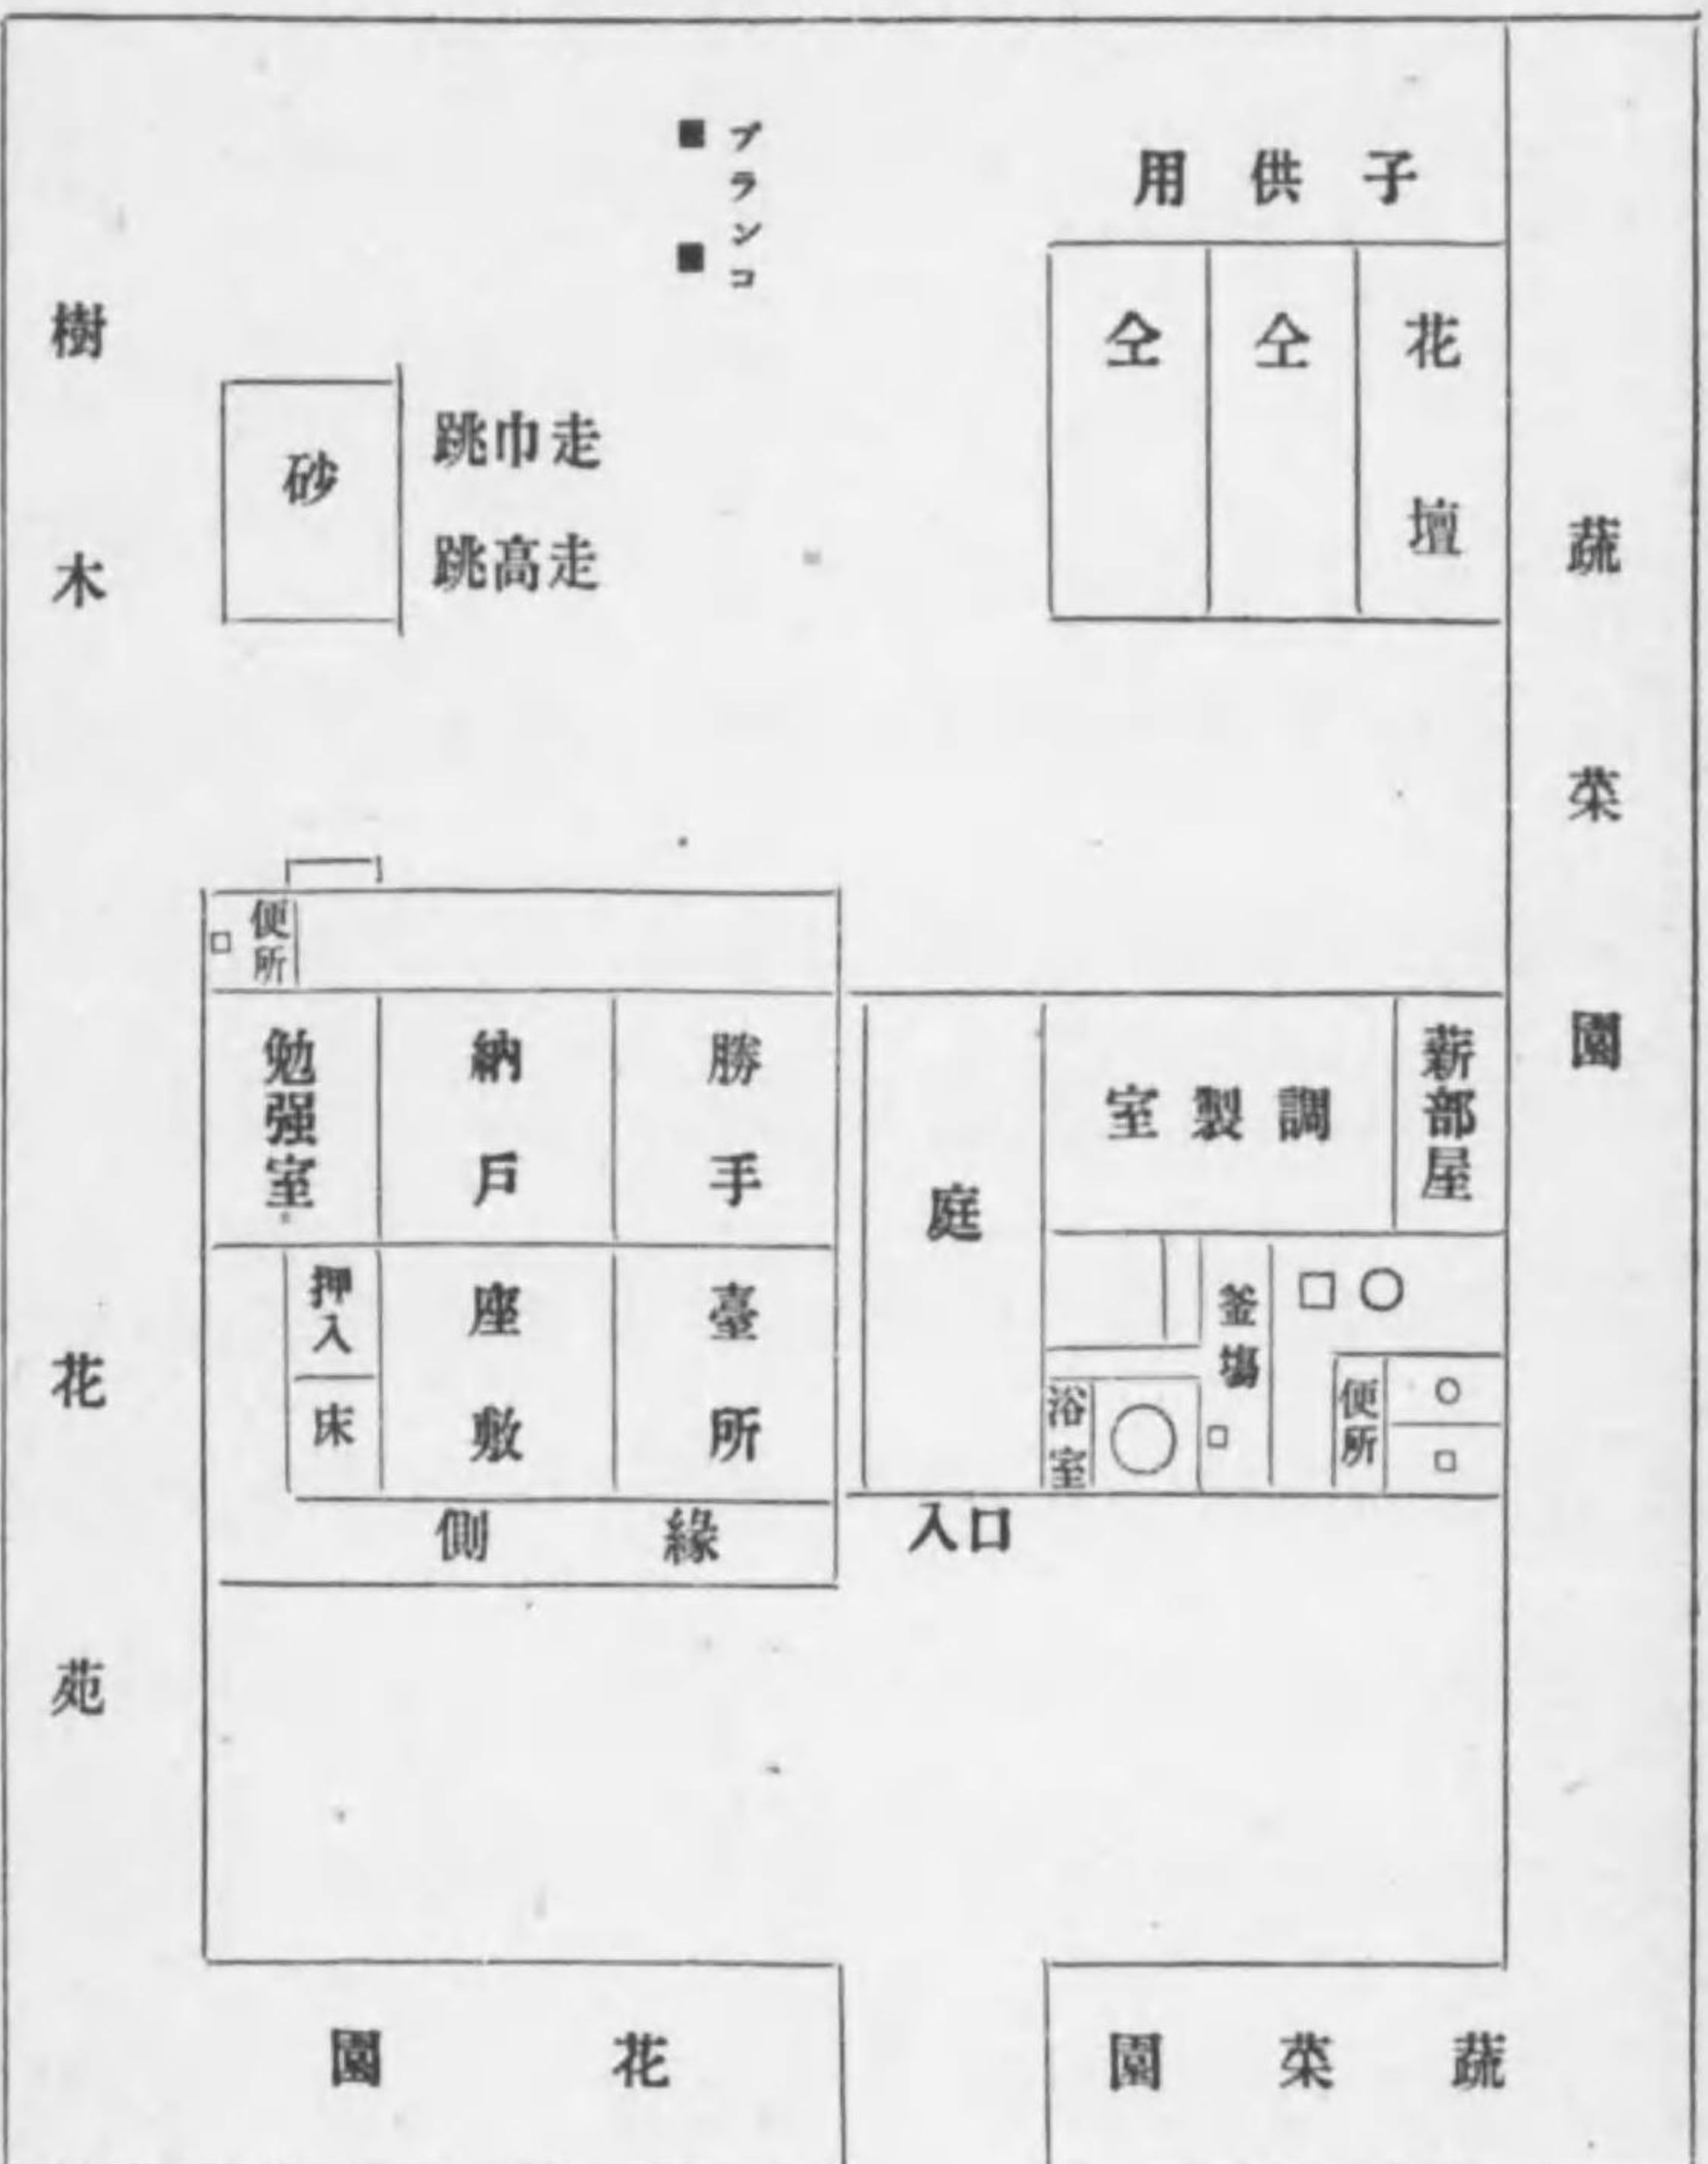 蔬菜園
子供用
花壇
仝
仝
ブランコ
走巾跳
走高跳
砂
樹木
花苑
便所
勝手
納戸
勉强室
臺所
座敷
押入
床
緣側
薪部屋
調製室
庭
釜塲
浴室
便所
入口
蔬菜園
花園